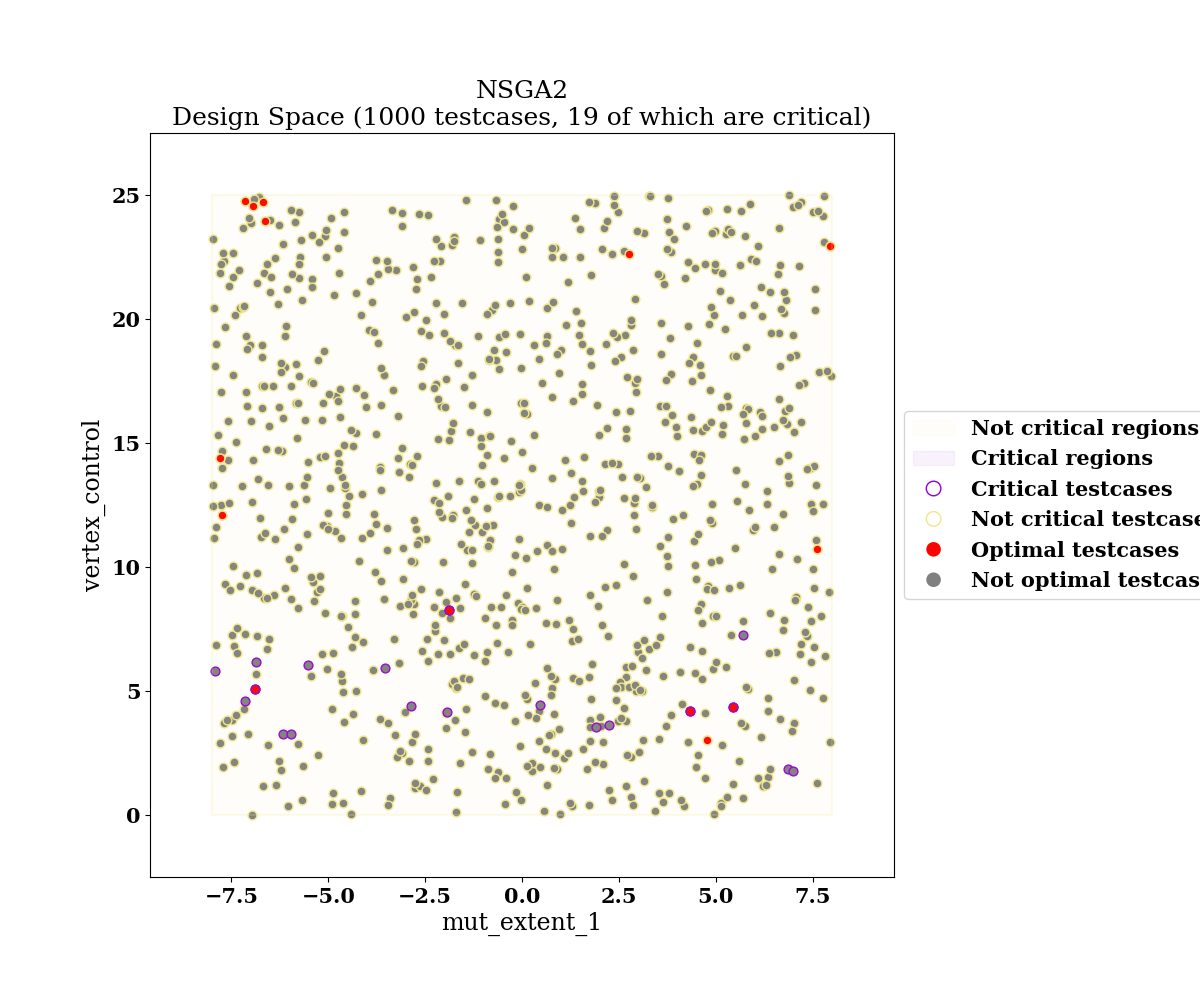 NSGA2
Design Space (1000 testcases, 19 of which are critical)
25
20
15
10
5
0
vertex_control
−7.5 −5.0 −2.5 0.0 2.5 5.0 7.5
mut_extent_1
Not critical regions
Critical regions
Critical testcases
Not critical testcase
Optimal testcases
Not optimal testcas